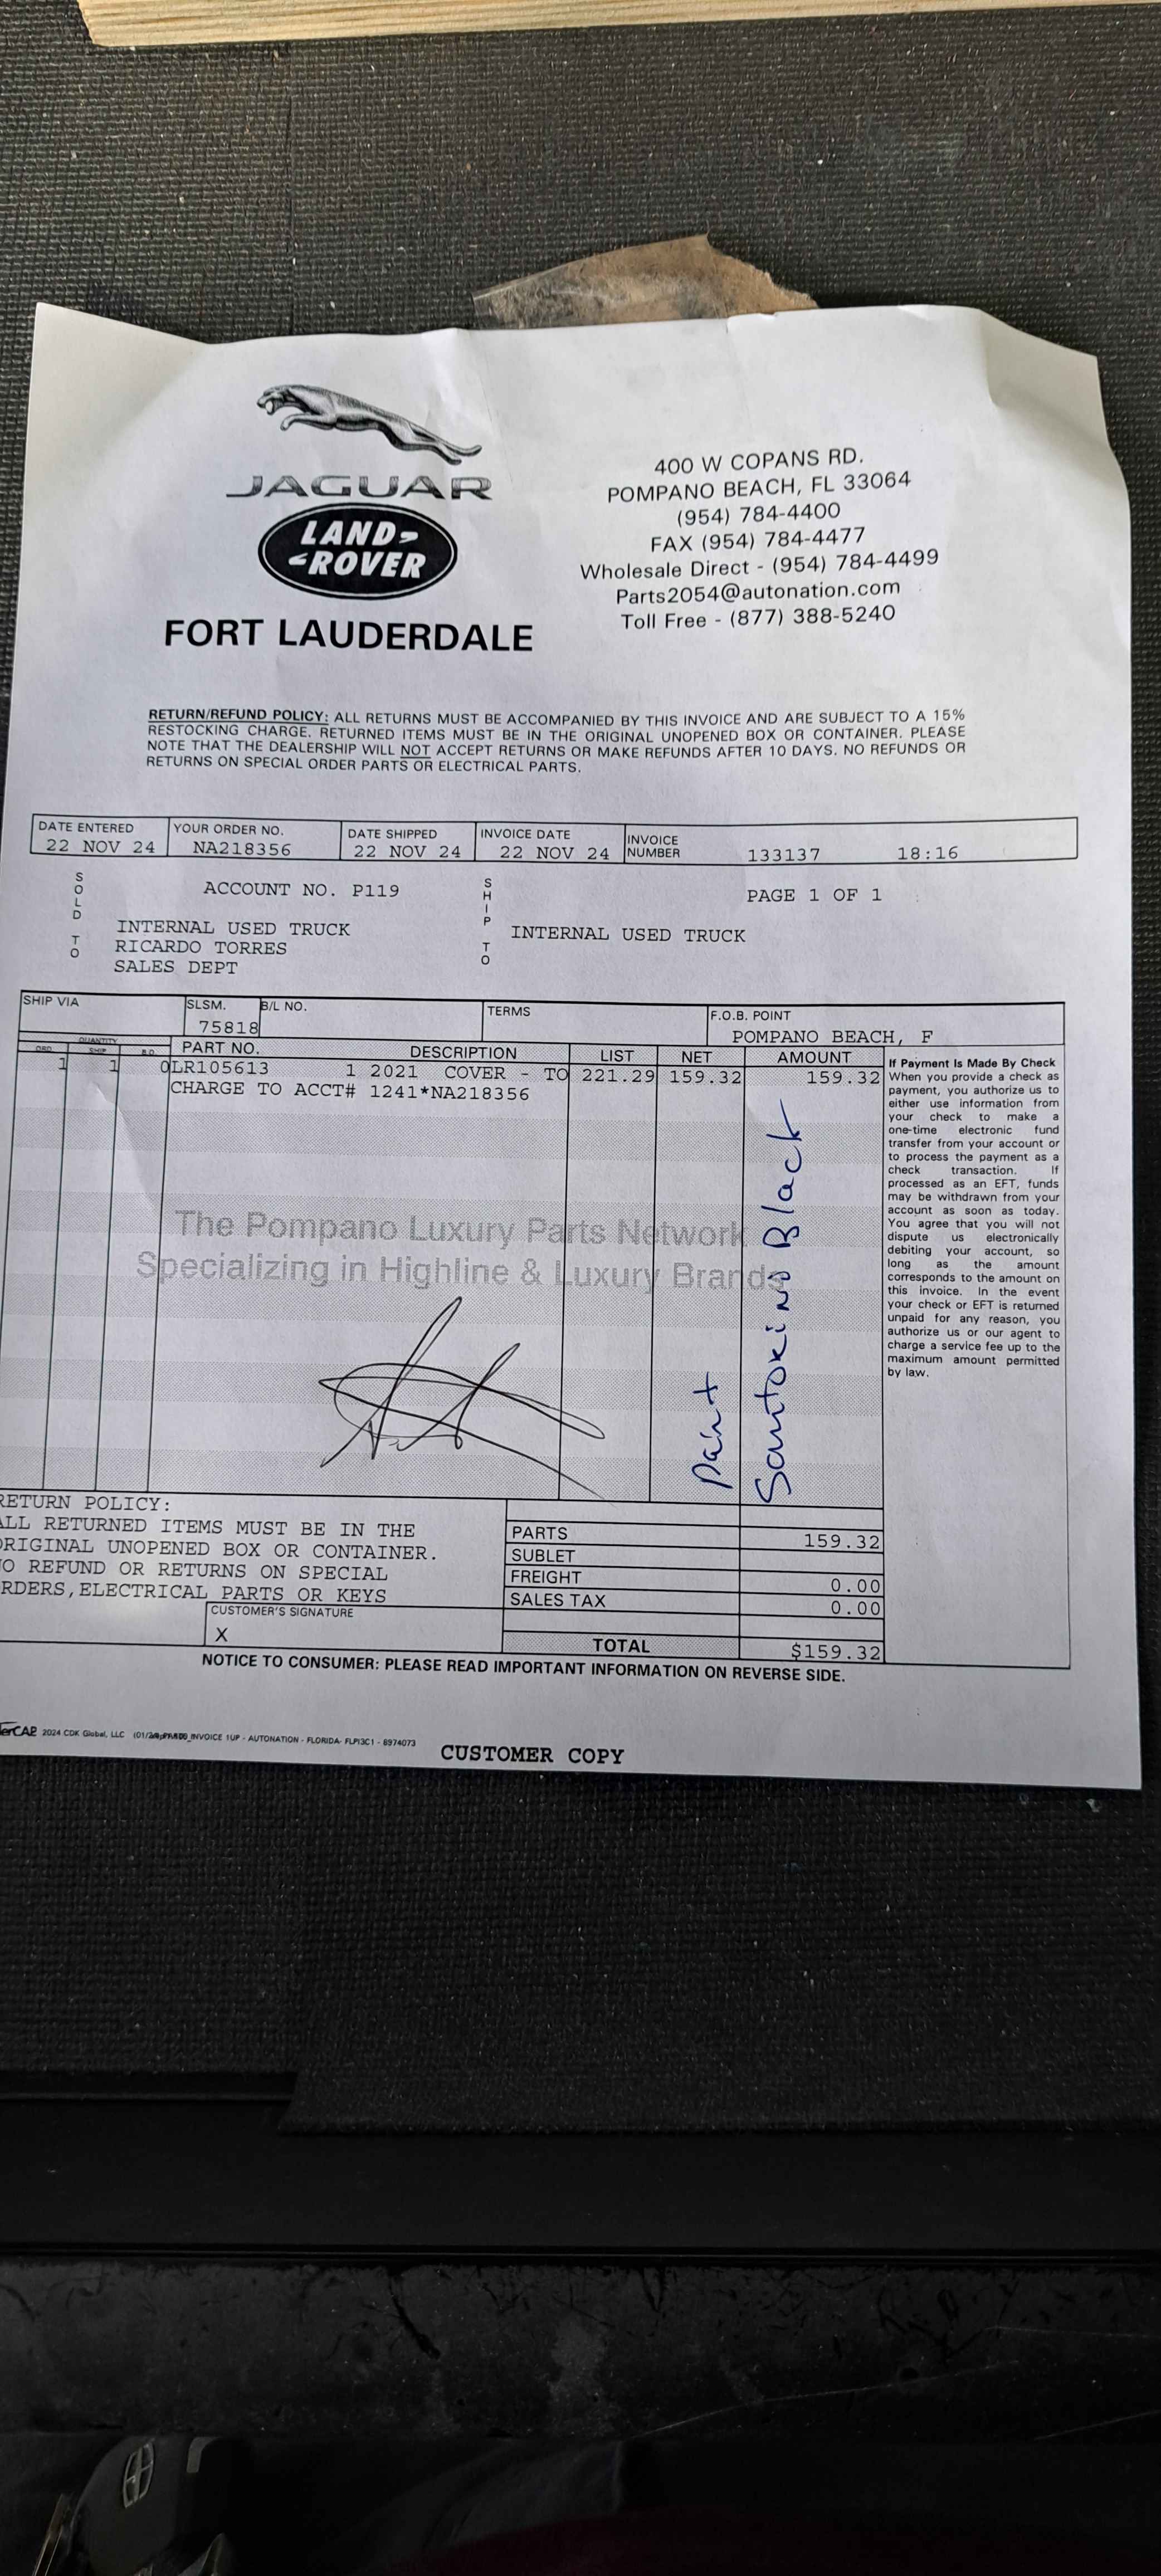 JAGUAR
LAND-
-ROVER
FORT LAUDERDALE
400 W COPANS RD.
POMPANO BEACH, FL 33064
(954) 784-4400
FAX (954) 784-4477
Wholesale Direct - (954) 784-4499
Parts2054@autonation.com
Toll Free - (877) 388-5240
RETURN/REFUND POLICY: ALL RETURNS MUST BE ACCOMPANIED BY THIS INVOICE AND ARE SUBJECT TO A 15%
RESTOCKING CHARGE. RETURNED ITEMS MUST BE IN THE ORIGINAL UNOPENED BOX OR CONTAINER. PLEASE
NOTE THAT THE DEALERSHIP WILL NOT ACCEPT RETURNS OR MAKE REFUNDS AFTER 10 DAYS. NO REFUNDS OR
RETURNS ON SPECIAL ORDER PARTS OR ELECTRICAL PARTS.
DATE ENTERED YOUR ORDER NO. DATE SHIPPED INVOICE DATE INVOICE NUMBER
22 NOV 24 NA218356 22 NOV 24 22 NOV 24 133137 18:16
SOLD TO
ACCOUNT NO. P119
SHIP TO
PAGE 1 OF 1
INTERNAL USED TRUCK
RICARDO TORRES
SALES DEPT
INTERNAL USED TRUCK
SHIP VIA SLSM. B/L NO. TERMS F.O.B. POINT
75818 POMPANO BEACH, F
QUANTITY
ORD SHIP B.O. PART NO. DESCRIPTION LIST NET AMOUNT
1 1 0 LR105613 1 2021 COVER - TO 221.29 159.32 159.32
CHARGE TO ACCT# 1241*NA218356
The Pompano Luxury Parts Network
Specializing in Highline & Luxury Brands
Paint
Santorino Black
If Payment Is Made By Check
When you provide a check as
payment, you authorize us to
either use information from
your check to make a
one-time electronic fund
transfer from your account or
to process the payment as a
check transaction. If
processed as an EFT, funds
may be withdrawn from your
account as soon as today.
You agree that you will not
dispute us electronically
debiting your account, so
long as the amount
corresponds to the amount on
this invoice. In the event
your check or EFT is returned
unpaid for any reason, you
authorize us or our agent to
charge a service fee up to the
maximum amount permitted
by law.
RETURN POLICY:
ALL RETURNED ITEMS MUST BE IN THE
ORIGINAL UNOPENED BOX OR CONTAINER.
NO REFUND OR RETURNS ON SPECIAL
RDERS,ELECTRICAL PARTS OR KEYS
CUSTOMER'S SIGNATURE
X
PARTS 159.32
SUBLET
FREIGHT 0.00
SALES TAX 0.00
TOTAL $159.32
NOTICE TO CONSUMER: PLEASE READ IMPORTANT INFORMATION ON REVERSE SIDE.
2024 CDK Global, LLC INVOICE 1UP - AUTONATION - FLORIDA- FLPI3C1 - 8974073
CUSTOMER COPY